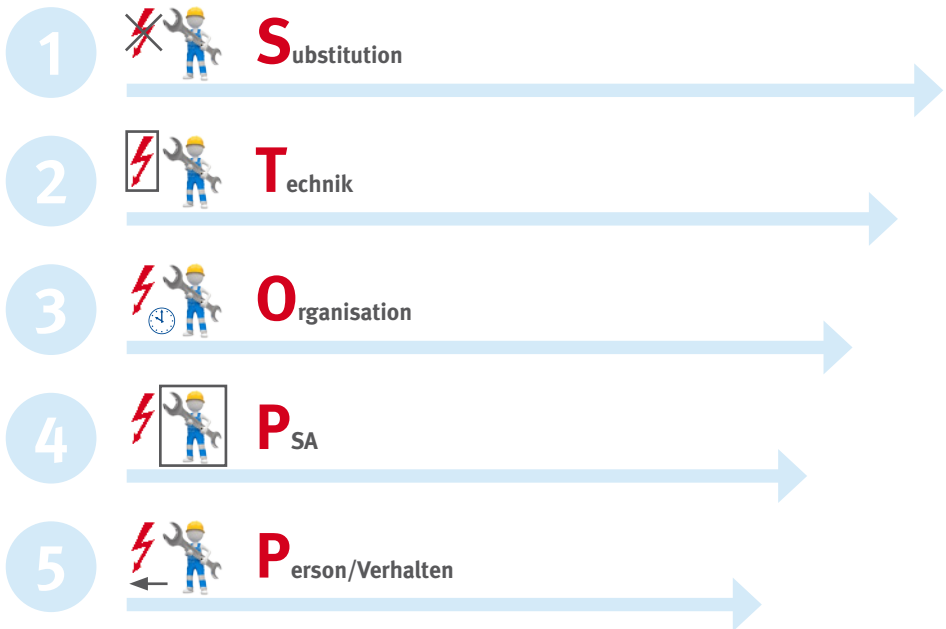 1 Substitution
2 Technik
3 Organisation
4 PSA
5 Person/Verhalten